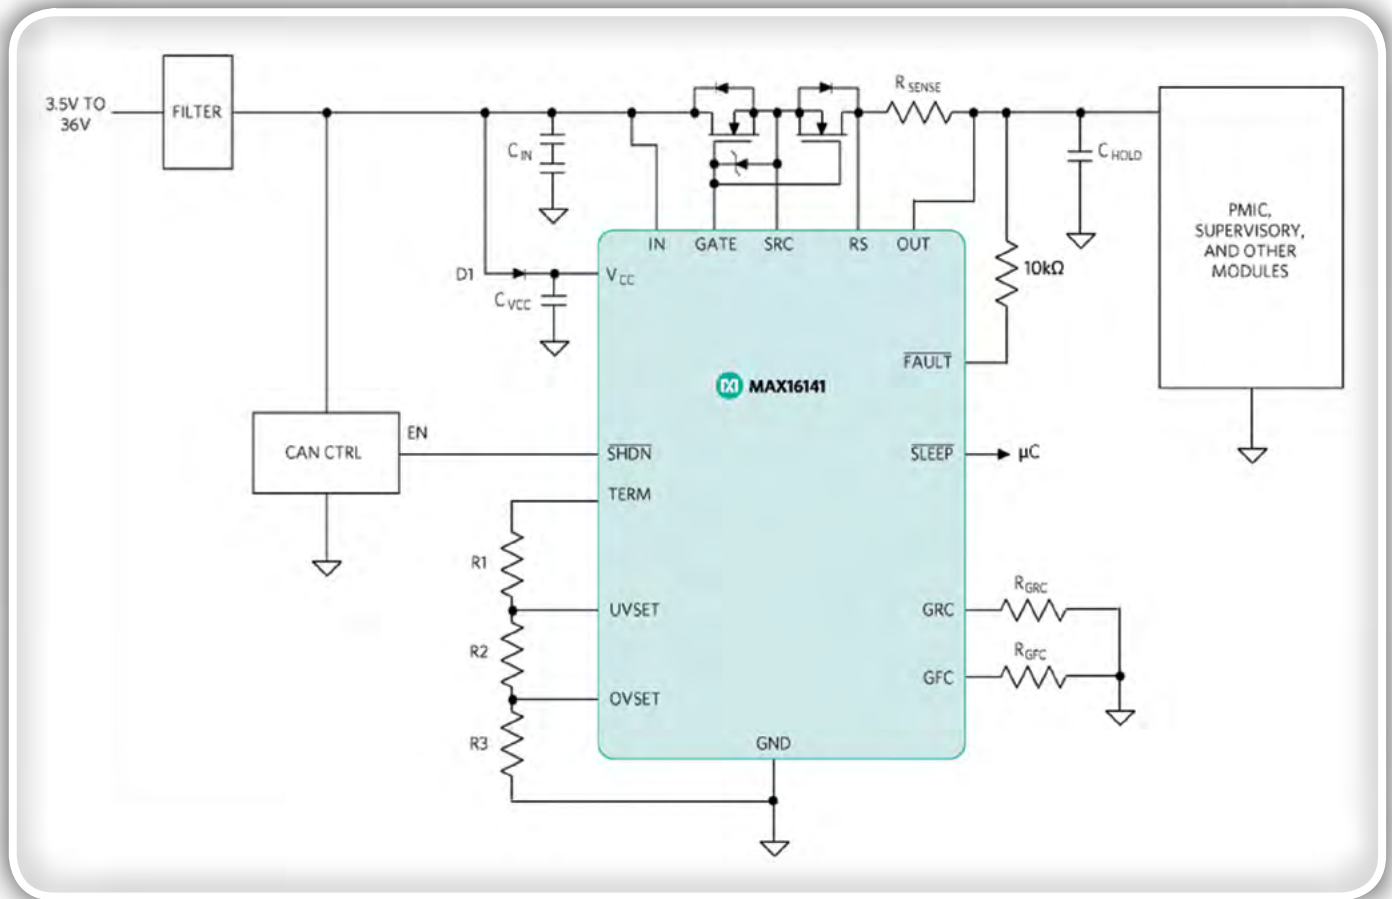 3.5V TO
36V
FILTER
R SENSE
C IN
C HOLD
PMIC,
SUPERVISORY,
AND OTHER
MODULES
IN
GATE
SRC
RS
OUT
D1
V CC
C VCC
10kΩ
FAULT
MAX16141
EN
CAN CTRL
SHDN
SLEEP
µC
TERM
R1
UVSET
GRC
R GRC
R2
GFC
R GFC
OVSET
R3
GND